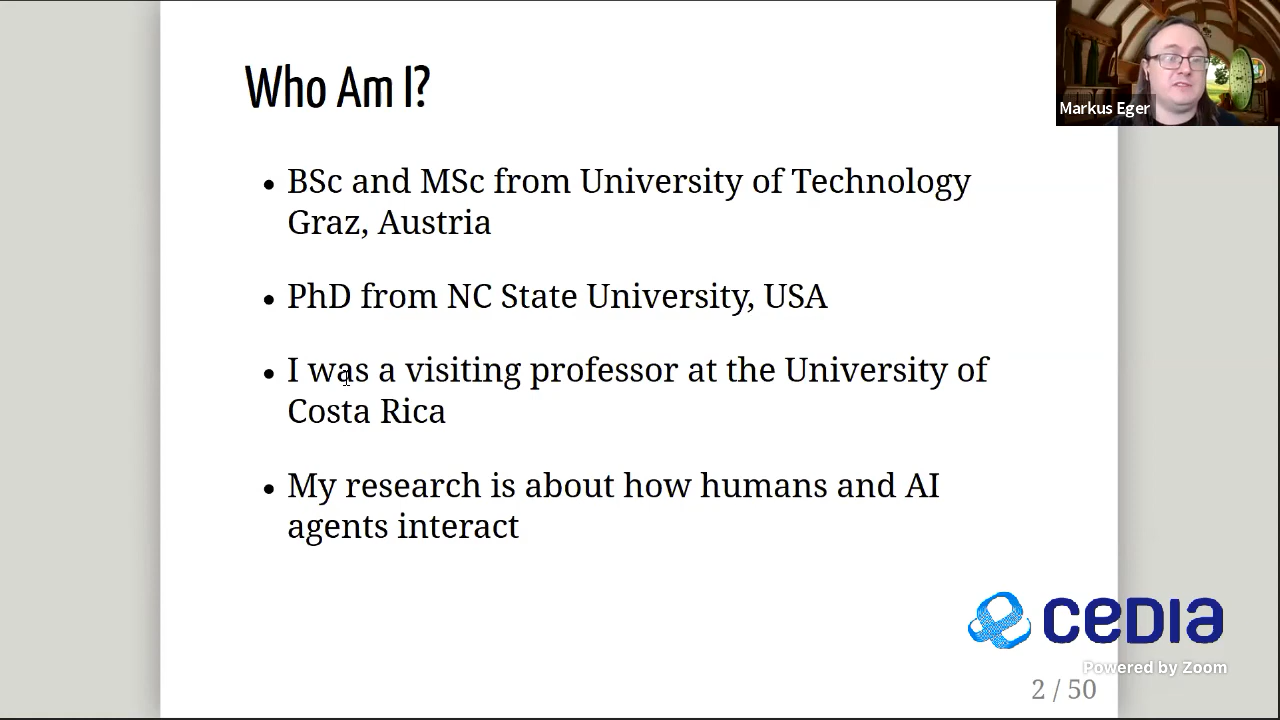 Who Am I?
Markus Eger
• BSc and MSc from University of Technology
Graz, Austria
• PhD from NC State University, USA
• I was a visiting professor at the University of
Costa Rica
• My research is about how humans and AI
agents interact
CEDIA
Powered by Zoom
2 / 50